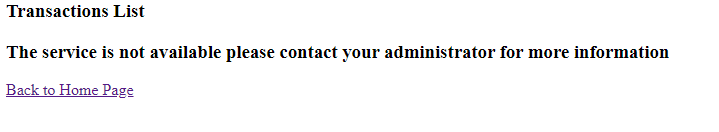 Transactions List
The service is not available please contact your administrator for more information
Back to Home Page